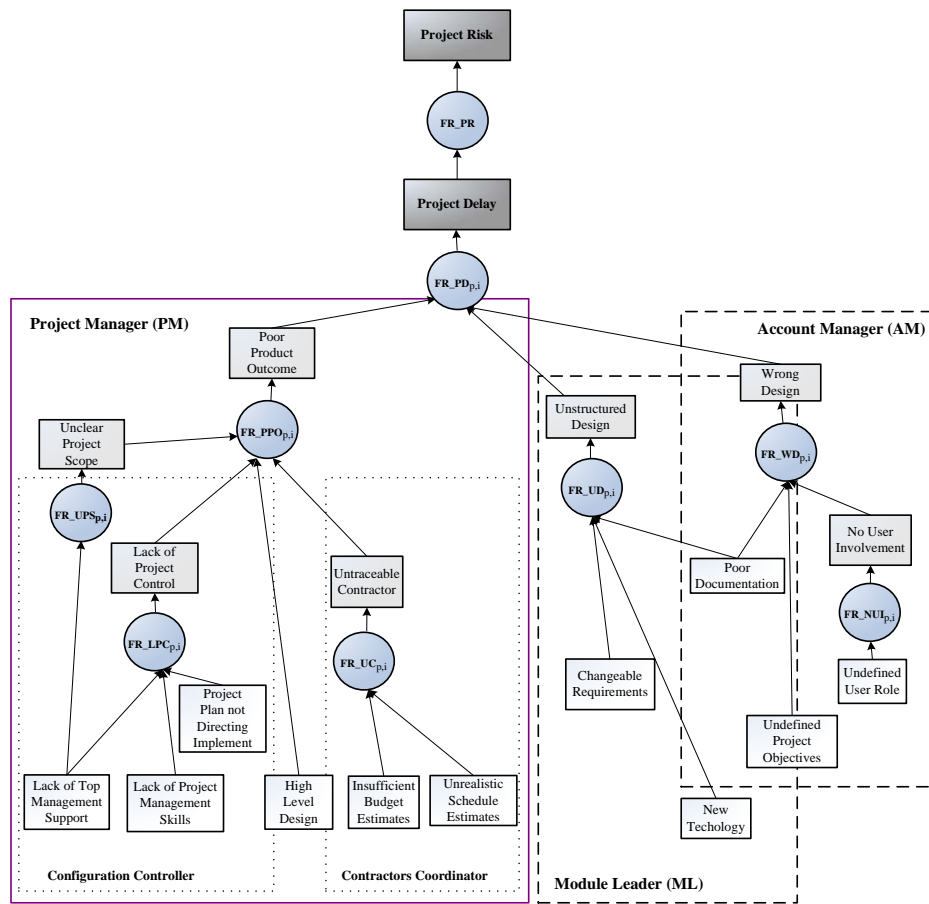 Project Risk
FR_PR
Project Delay
FR_PDp,i
Project Manager (PM)
Account Manager (AM)
Poor
Product
Outcome
Wrong
Design
Unstructured
Design
Unclear
Project
Scope
FR_PPOp,i
FR_WDp,i
FR_UDp,i
FR_UPSp,i
No User
Involvement
Lack of
Project
Control
Untraceable
Contractor
Poor
Documentation
FR_NUIp,i
FR_LPCp,i
FR_UCp,i
Changeable
Requirements
Undefined
User Role
Project
Plan not
Directing
Implement
Undefined
Project
Objectives
Lack of Top
Management
Support
Lack of Project
Management
Skills
High
Level
Design
Insufficient
Budget
Estimates
Unrealistic
Schedule
Estimates
New
Techology
Configuration Controller
Contractors Coordinator
Module Leader (ML)